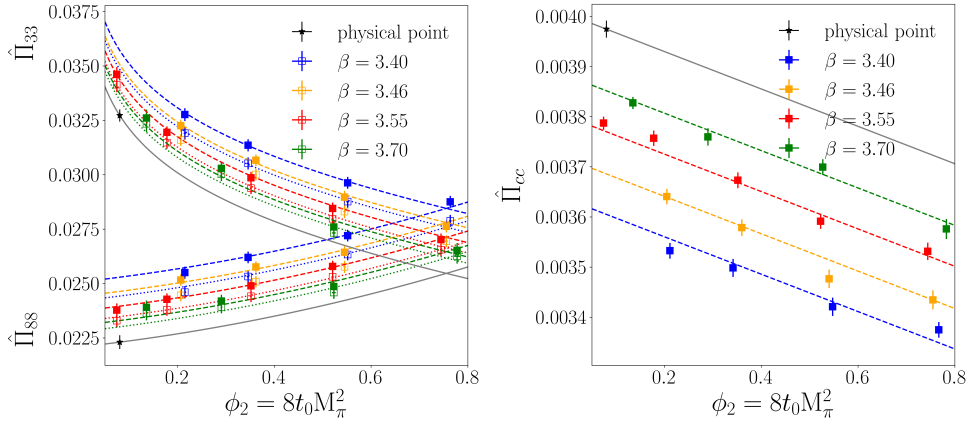 0.0375
0.0350
0.0325
0.0300
0.0275
0.0250
0.0225
Π̂₃₃
Π̂₈₈
physical point
β = 3.40
β = 3.46
β = 3.55
β = 3.70
0.2 0.4 0.6 0.8
ϕ₂ = 8t₀M²_π
0.0040
0.0039
0.0038
0.0037
0.0036
0.0035
0.0034
Π̂_cc
physical point
β = 3.40
β = 3.46
β = 3.55
β = 3.70
0.2 0.4 0.6 0.8
ϕ₂ = 8t₀M²_π